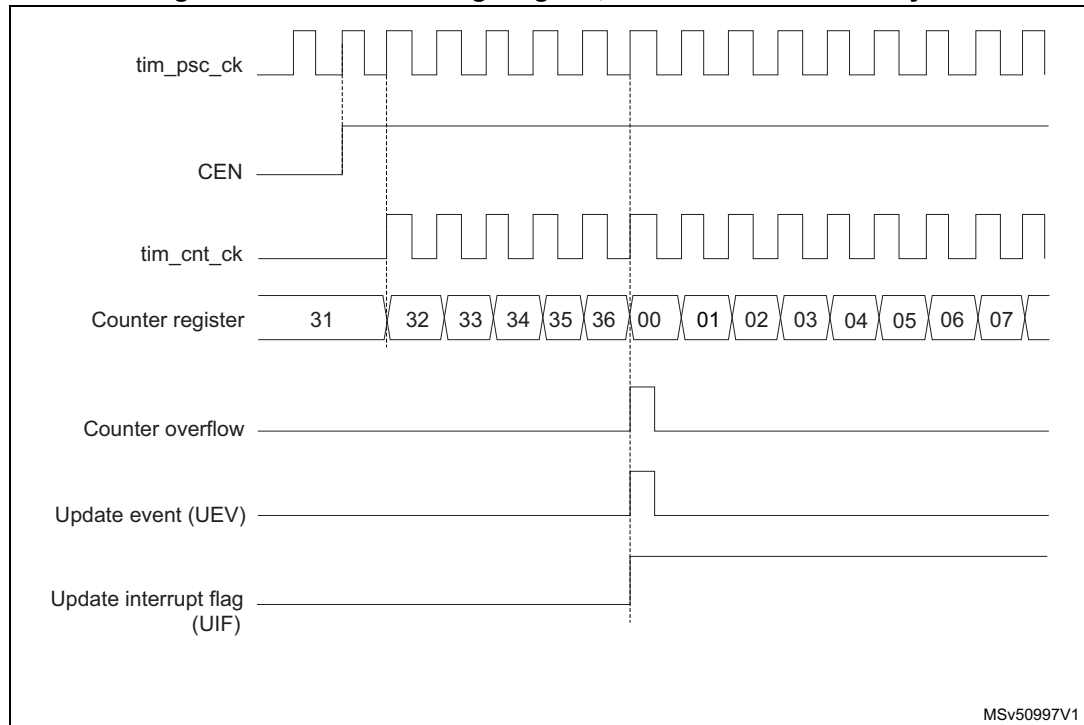 tim_psc_ck
CEN
tim_cnt_ck
Counter register 31 32 33 34 35 36 00 01 02 03 04 05 06 07
Counter overflow
Update event (UEV)
Update interrupt flag
(UIF)
MSv50997V1